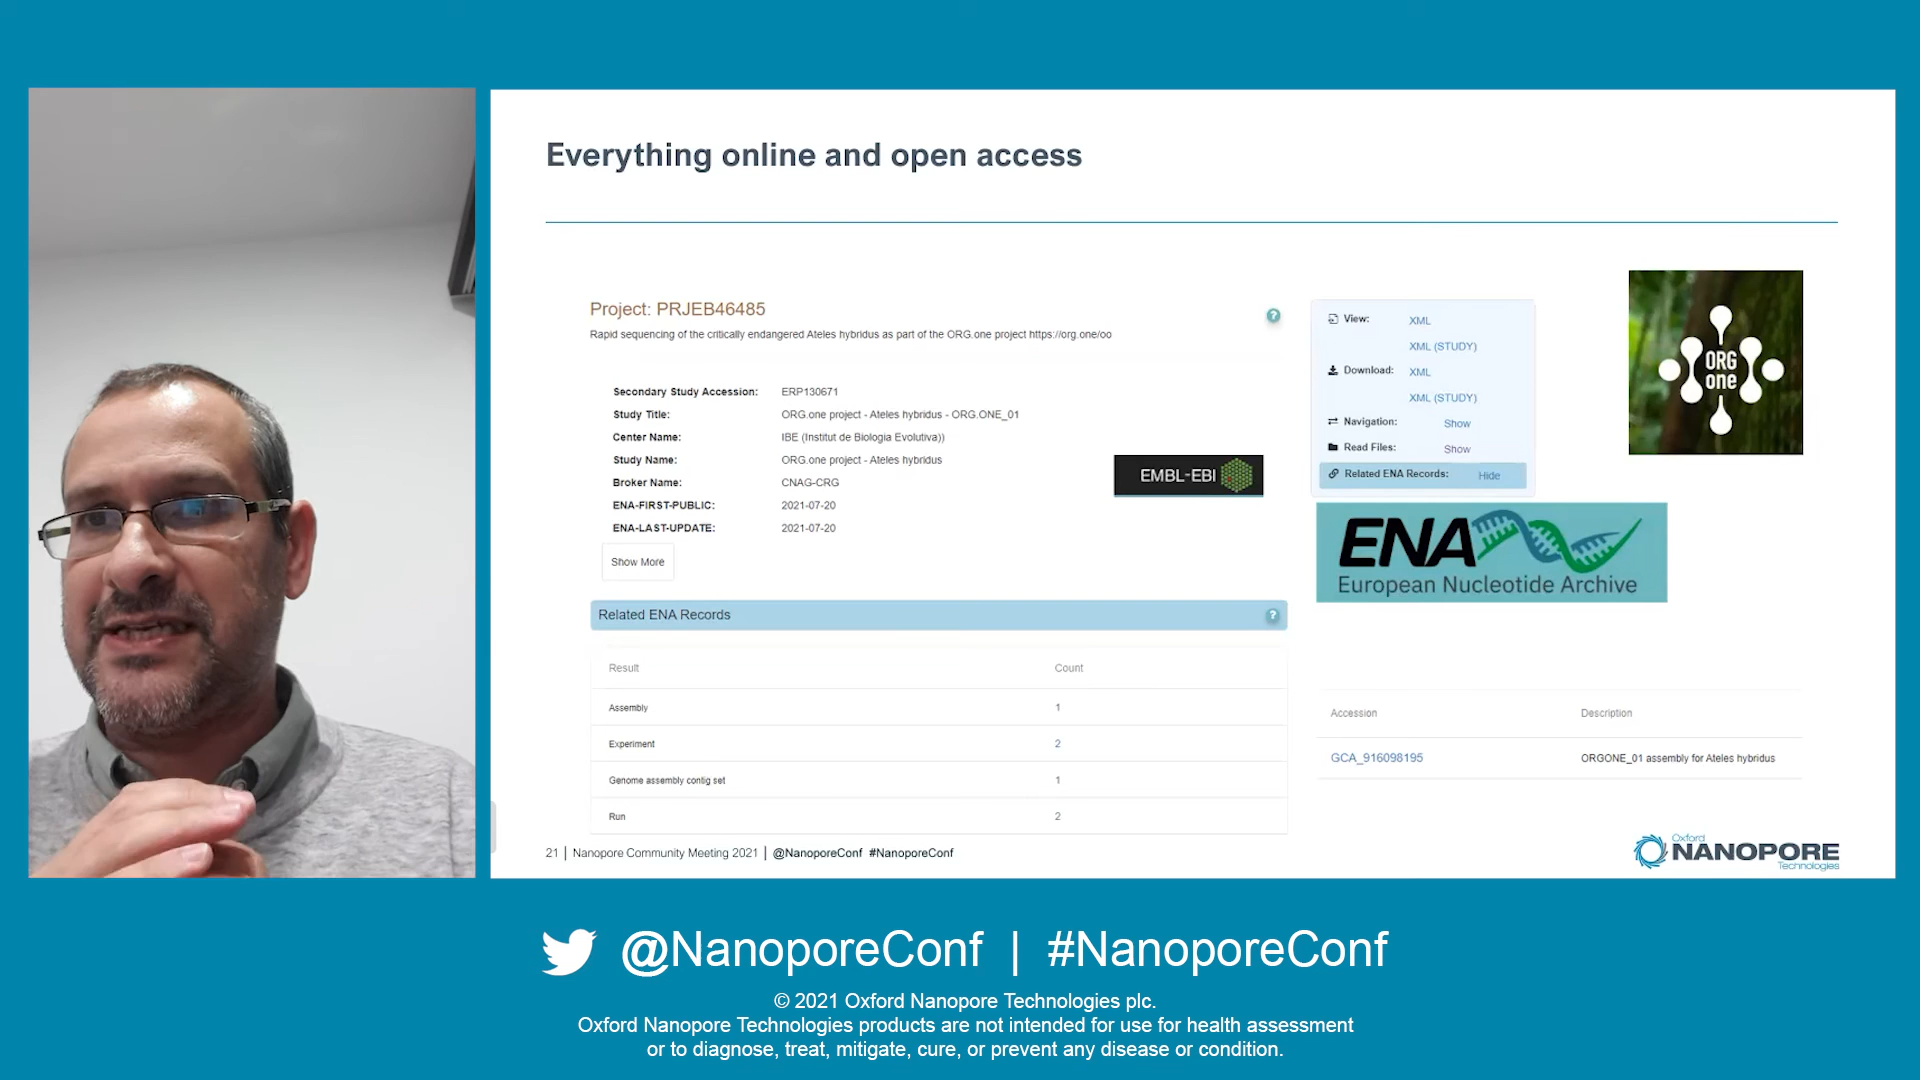 Everything online and open access
Project: PRJEB46485
Rapid sequencing of the critically endangered Ateles hybridus as part of the ORG.one project https://org.one/oo
Secondary Study Accession: ERP130671
Study Title: ORG.one project - Ateles hybridus - ORG.ONE_01
Center Name: IBE (Institut de Biologia Evolutiva))
Study Name: ORG.one project - Ateles hybridus
Broker Name: CNAG-CRG
ENA-FIRST-PUBLIC: 2021-07-20
ENA-LAST-UPDATE: 2021-07-20
Show More
EMBL-EBI
?
View: XML
XML (STUDY)
Download: XML
XML (STUDY)
Navigation: Show
Read Files: Show
Related ENA Records: Hide
ORG
one
ENA
European Nucleotide Archive
Related ENA Records ?
Result Count
Assembly 1
Experiment 2
Genome assembly contig set 1
Run 2
Accession Description
GCA_916098195 ORGONE_01 assembly for Ateles hybridus
21 | Nanopore Community Meeting 2021 | @NanoporeConf #NanoporeConf
Oxford
NANOPORE
Technologies
@NanoporeConf | #NanoporeConf
© 2021 Oxford Nanopore Technologies plc.
Oxford Nanopore Technologies products are not intended for use for health assessment
or to diagnose, treat, mitigate, cure, or prevent any disease or condition.